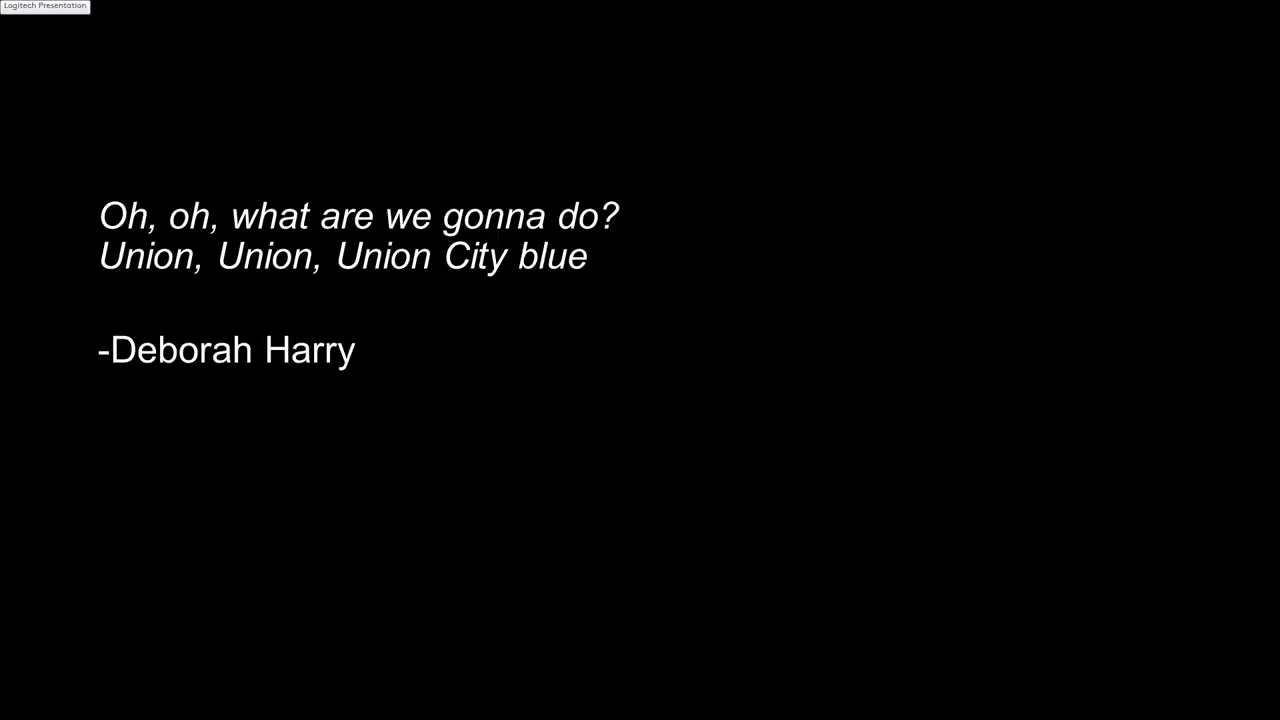 Logitech Presentation
Oh, oh, what are we gonna do?
Union, Union, Union City blue
-Deborah Harry